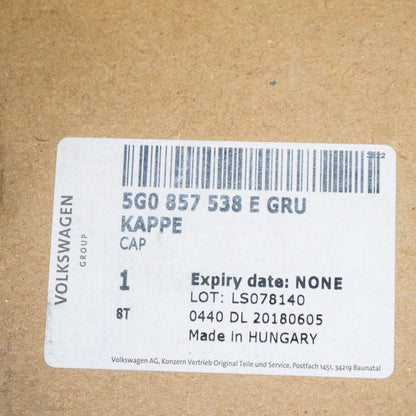 3822
5G0 857 538 E GRU
KAPPE
CAP
VOLKSWAGEN
GROUP
1
8T
Expiry date: NONE
LOT: LS078140
0440 DL 20180605
Made in HUNGARY
Volkswagen AG, Konzern Vertrieb Original Teile und Service, Postfach 1451, 34219 Baunatal